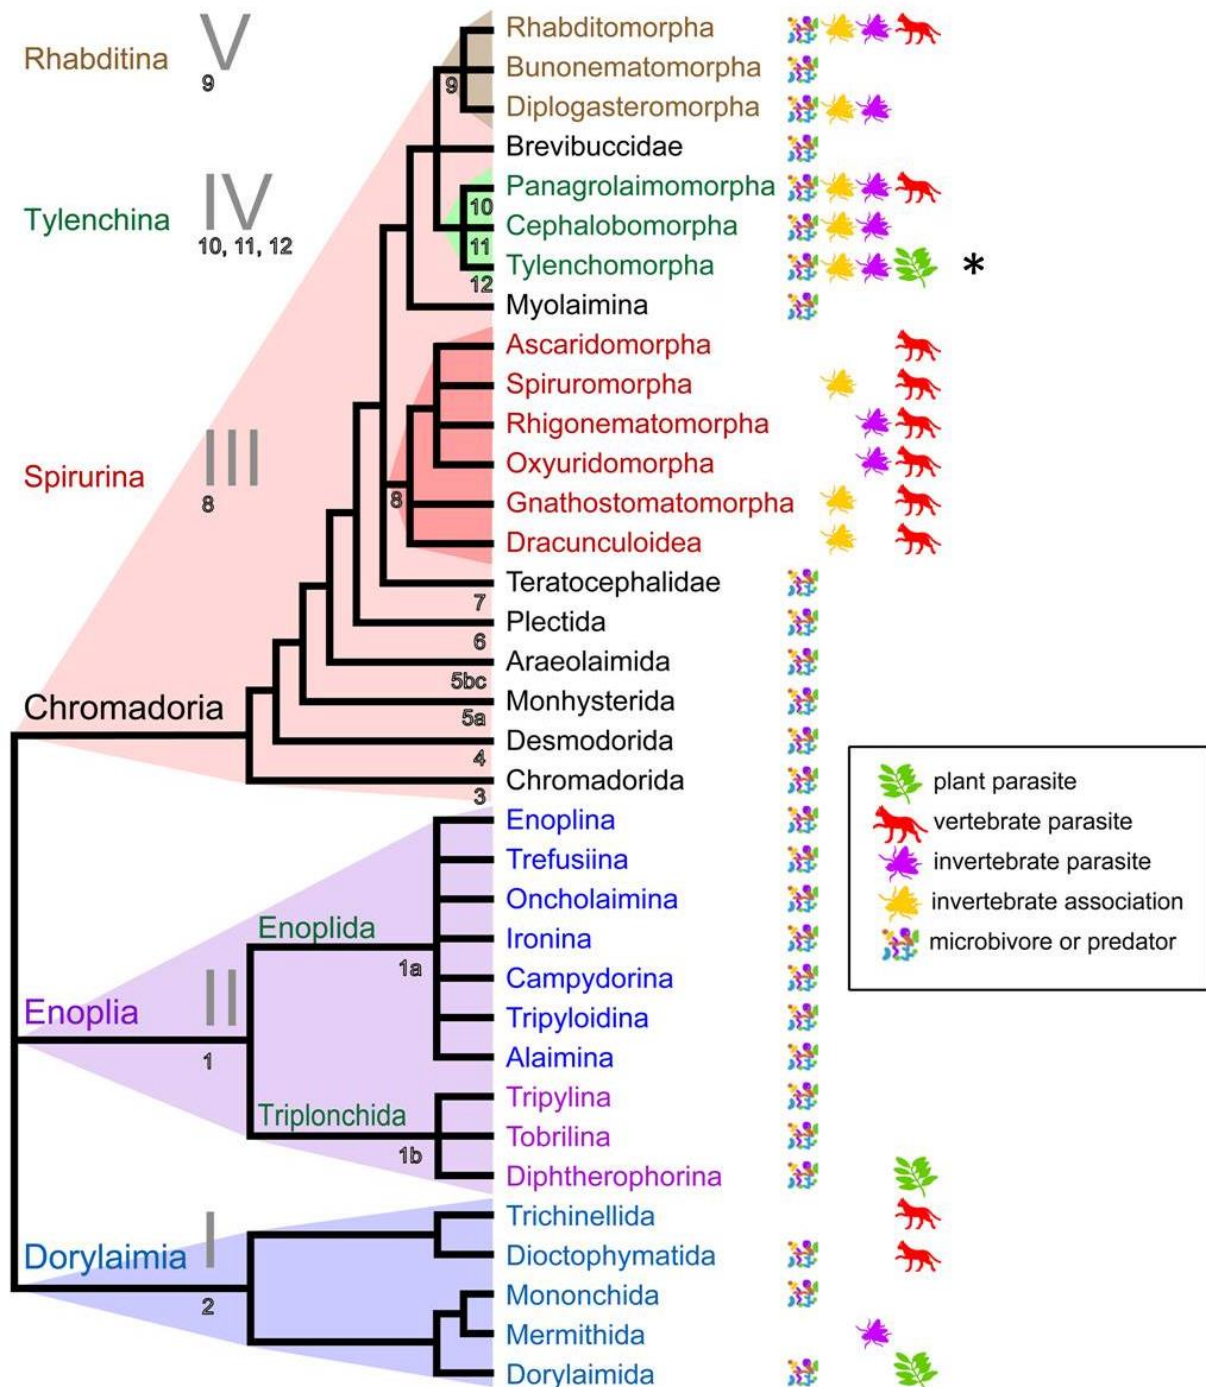 Rhabditina
V
9
Tylenchina
IV
10, 11, 12
Spirurina
III
8
Chromadoria
Enoplia
II
1
Enoplida
1a
Triplonchida
1b
Dorylaimia
I
2
9
10
11
12
8
7
6
5bc
5a
4
3
Rhabditomorpha
Bunonematomorpha
Diplogasteromorpha
Brevibuccidae
Panagrolaimomorpha
Cephalobomorpha
Tylenchomorpha *
Myolaimina
Ascaridomorpha
Spiruromorpha
Rhigonematomorpha
Oxyuridomorpha
Gnathostomatomorpha
Dracunculoidea
Teratocephalidae
Plectida
Araeolaimida
Monhysterida
Desmodorida
Chromadorida
Enoplina
Trefusiina
Oncholaimina
Ironina
Campydorina
Tripyloidina
Alaimina
Tripylina
Tobrilina
Diphtherophorina
Trichinellida
Dioctophymatida
Mononchida
Mermithida
Dorylaimida
plant parasite
vertebrate parasite
invertebrate parasite
invertebrate association
microbivore or predator